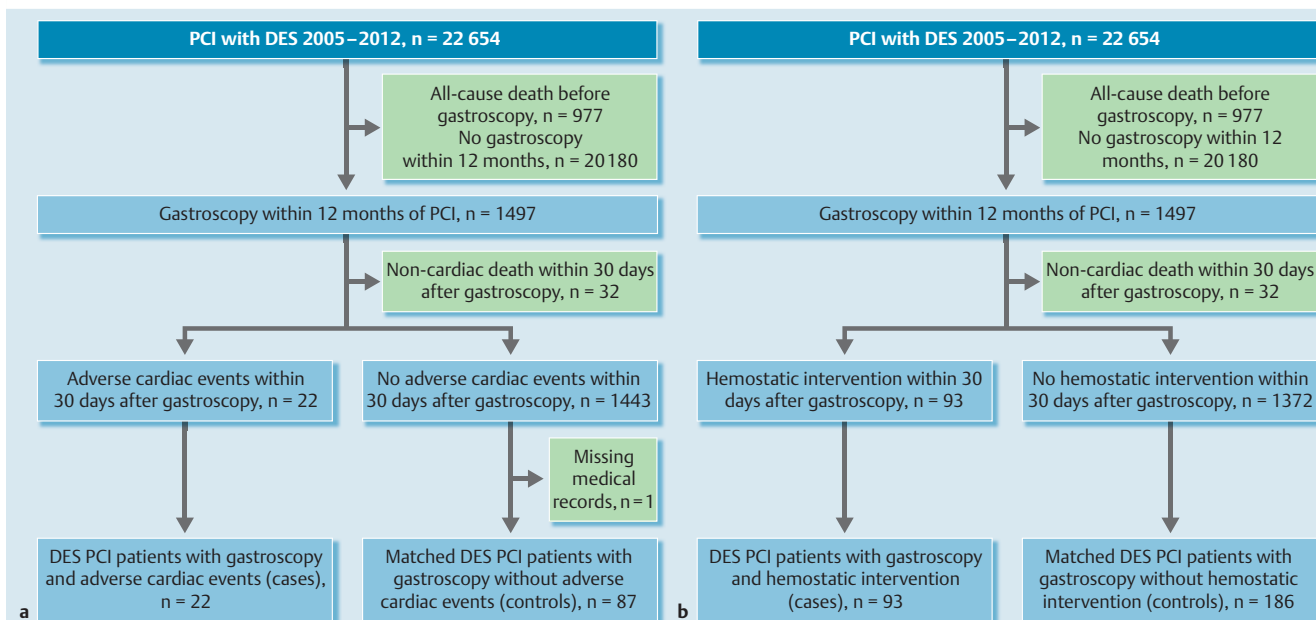 PCI with DES 2005–2012, n = 22 654
All-cause death before
gastroscopy, n = 977
No gastroscopy
within 12 months, n = 20 180
Gastroscopy within 12 months of PCI, n = 1497
Non-cardiac death within 30 days
after gastroscopy, n = 32
Adverse cardiac events within
30 days after gastroscopy, n = 22
No adverse cardiac events within
30 days after gastroscopy, n = 1443
Missing
medical
records, n = 1
DES PCI patients with gastroscopy
and adverse cardiac events (cases),
n = 22
Matched DES PCI patients with
gastroscopy without adverse
cardiac events (controls), n = 87
a
PCI with DES 2005–2012, n = 22 654
All-cause death before
gastroscopy, n = 977
No gastroscopy within 12
months, n = 20 180
Gastroscopy within 12 months of PCI, n = 1497
Non-cardiac death within 30 days
after gastroscopy, n = 32
Hemostatic intervention within 30
days after gastroscopy, n = 93
No hemostatic intervention within
30 days after gastroscopy, n = 1372
DES PCI patients with gastroscopy
and hemostatic intervention
(cases), n = 93
Matched DES PCI patients with
gastroscopy without hemostatic
intervention (controls), n = 186
b